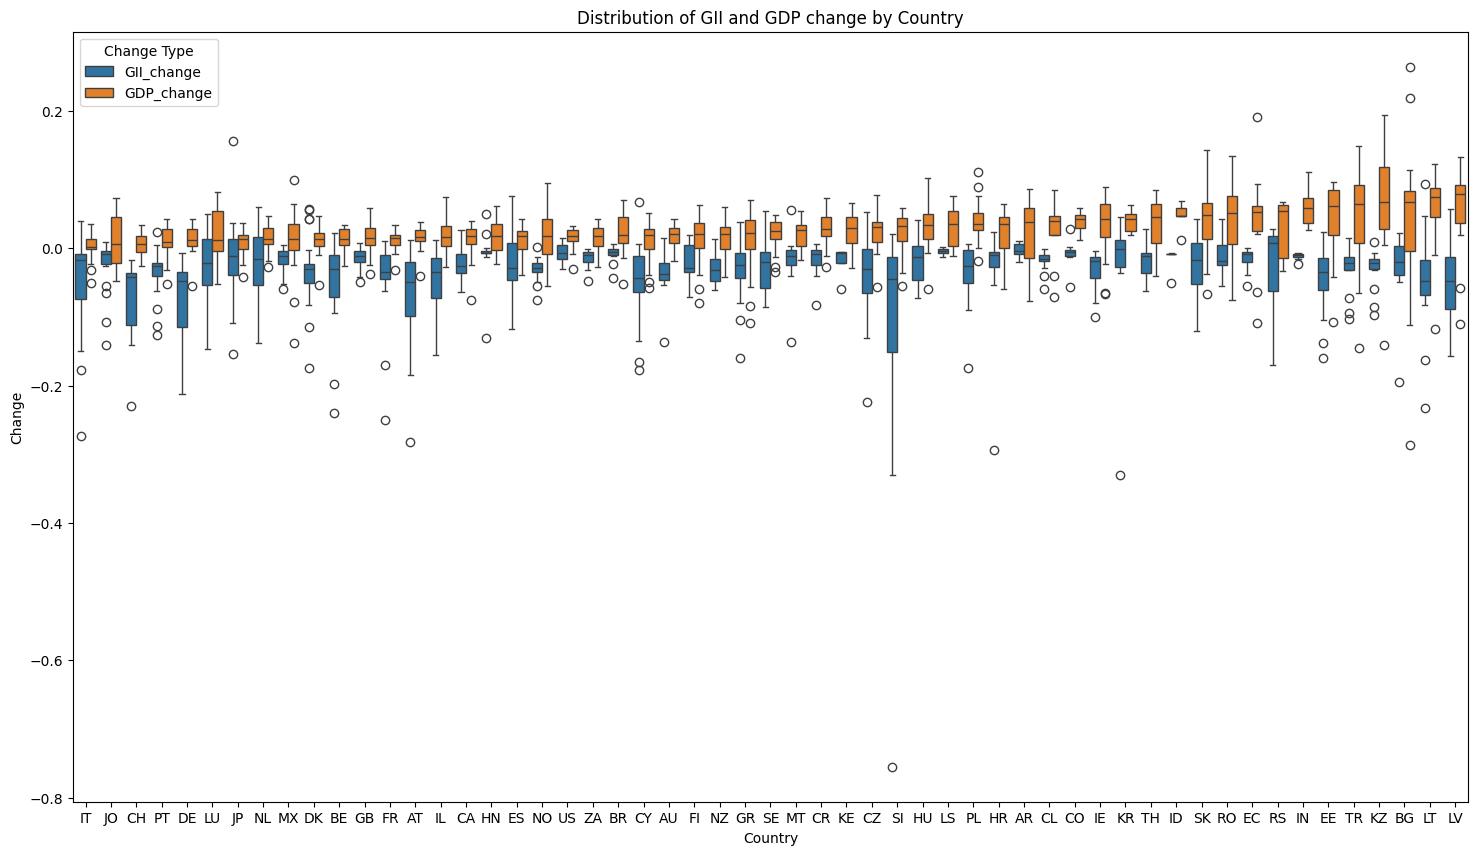 Distribution of GII and GDP change by Country
Change Type
GII_change
GDP_change
0.2
0.0
−0.2
−0.4
−0.6
−0.8
Change
IT JO CH PT DE LU JP NL MX DK BE GB FR AT IL CA HN ES NO US ZA BR CY AU FI NZ GR SE MT CR KE CZ SI HU LS PL HR AR CL CO IE KR TH ID SK RO EC RS IN EE TR KZ BG LT LV
Country